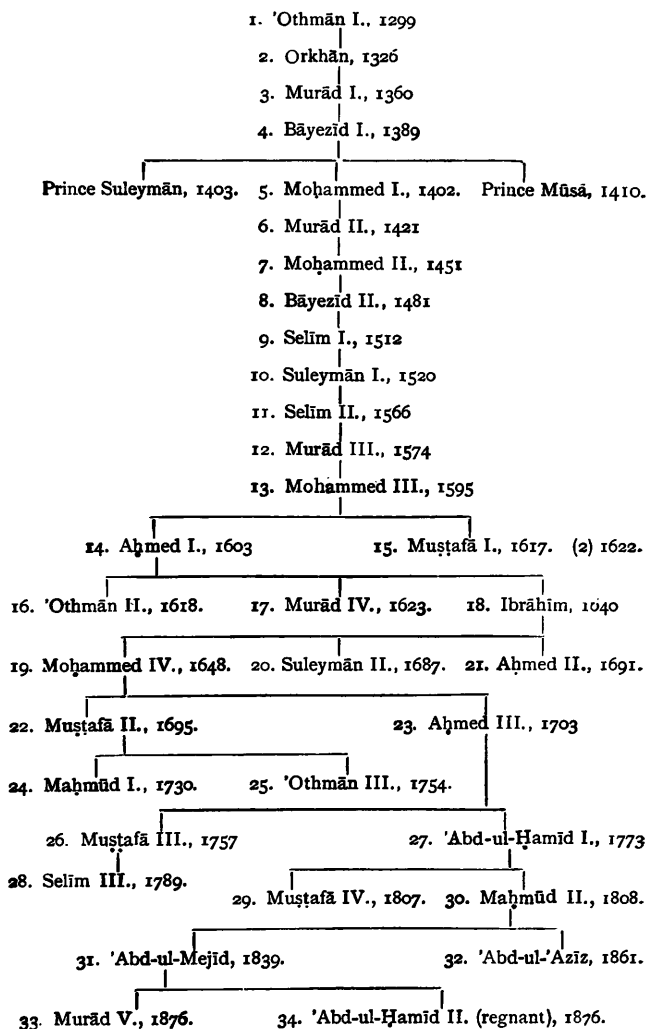 1. 'Othmān I., 1299
2. Orkhān, 1326
3. Murād I., 1360
4. Bāyezīd I., 1389
Prince Suleymān, 1403. 5. Moḥammed I., 1402. Prince Mūsā, 1410.
6. Murād II., 1421
7. Moḥammed II., 1451
8. Bāyezīd II., 1481
9. Selīm I., 1512
10. Suleymān I., 1520
11. Selīm II., 1566
12. Murād III., 1574
13. Mohammed III., 1595
14. Aḥmed I., 1603 15. Muṣṭafā I., 1617. (2) 1622.
16. 'Othmān II., 1618. 17. Murād IV., 1623. 18. Ibrāhīm, 1640
19. Moḥammed IV., 1648. 20. Suleymān II., 1687. 21. Aḥmed II., 1691.
22. Muṣṭafā II., 1695. 23. Aḥmed III., 1703
24. Maḥmūd I., 1730. 25. 'Othmān III., 1754.
26. Muṣṭafā III., 1757 27. 'Abd-ul-Ḥamīd I., 1773
28. Selīm III., 1789.
29. Muṣṭafā IV., 1807. 30. Maḥmūd II., 1808.
31. 'Abd-ul-Mejīd, 1839. 32. 'Abd-ul-'Azīz, 1861.
33. Murād V., 1876. 34. 'Abd-ul-Ḥamīd II. (regnant), 1876.